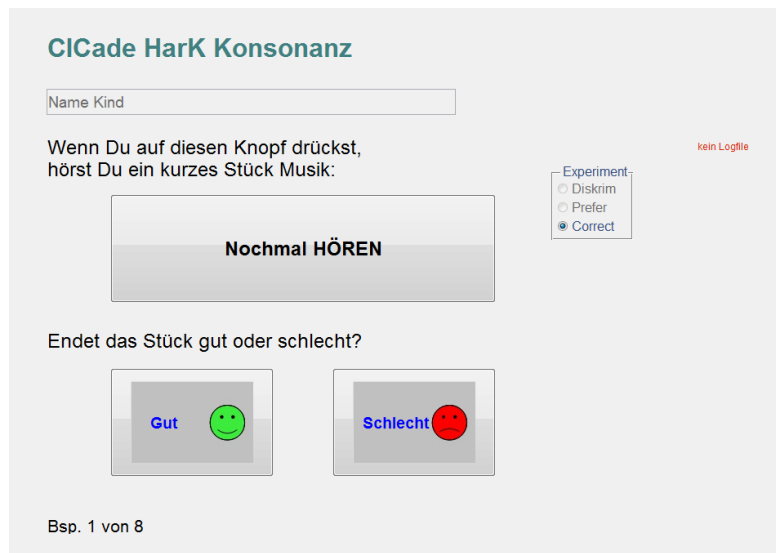 CICade HarK Konsonanz
Name Kind
Wenn Du auf diesen Knopf drückst,
hörst Du ein kurzes Stück Musik:
kein Logfile
Experiment
Diskrim
Prefer
Correct
Nochmal HÖREN
Endet das Stück gut oder schlecht?
Gut
Schlecht
Bsp. 1 von 8